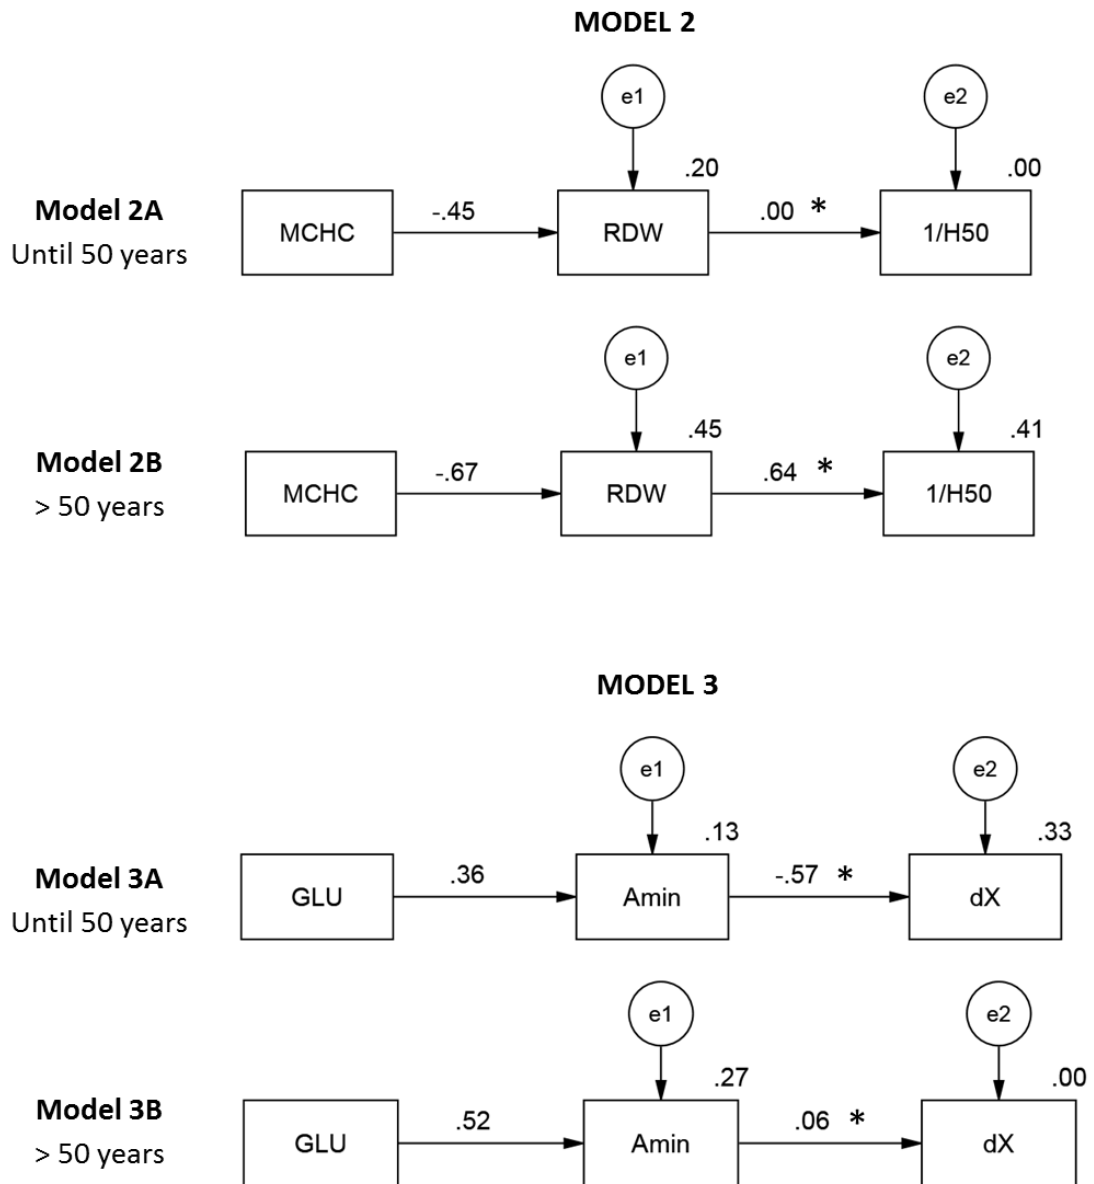 MODEL 2
e1
e2
.20
.00
Model 2A
Until 50 years
MCHC
-.45
RDW
.00 *
1/H50
e1
e2
.45
.41
Model 2B
> 50 years
MCHC
-.67
RDW
.64 *
1/H50
MODEL 3
e1
e2
.13
.33
Model 3A
Until 50 years
GLU
.36
Amin
-.57 *
dX
e1
e2
.27
.00
Model 3B
> 50 years
GLU
.52
Amin
.06 *
dX